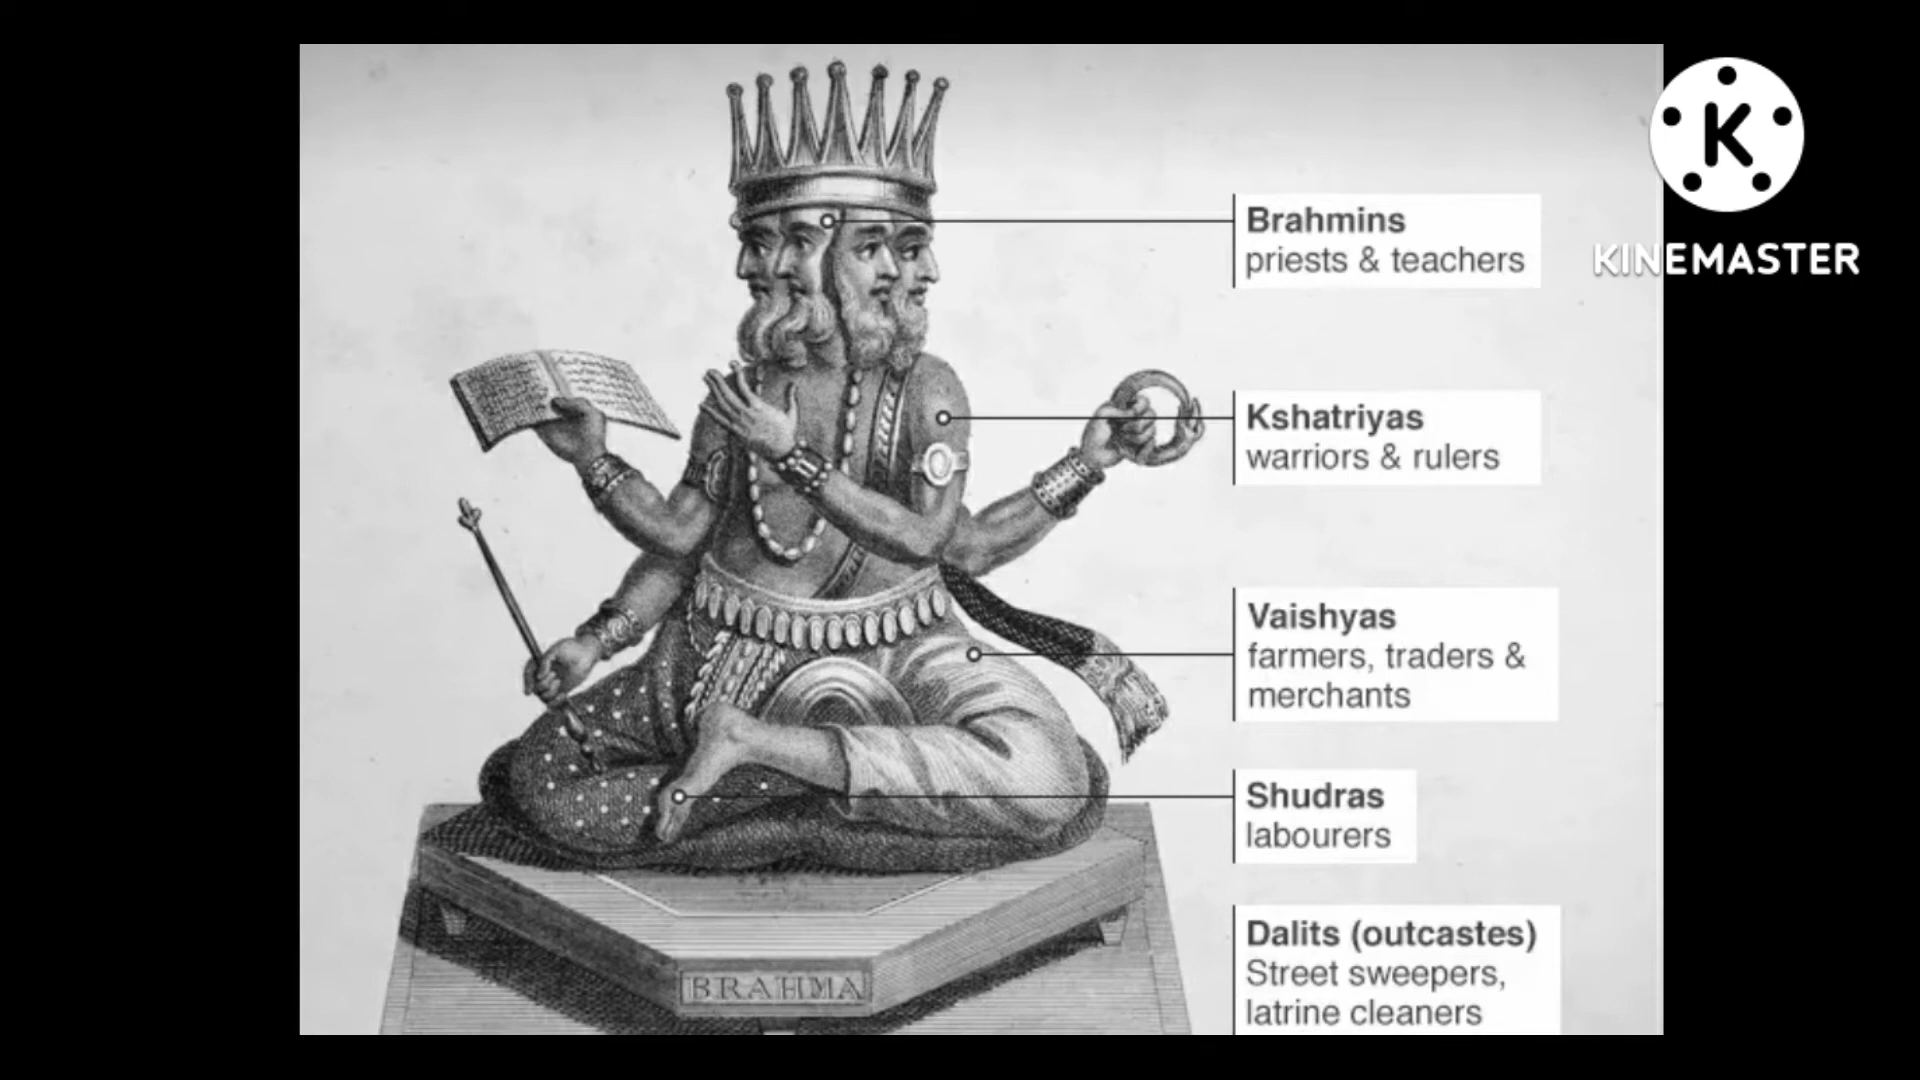 Brahmins
priests & teachers
K
KINEMASTER
Kshatriyas
warriors & rulers
Vaishyas
farmers, traders &
merchants
Shudras
labourers
Dalits (outcastes)
Street sweepers,
latrine cleaners
BRAHMA